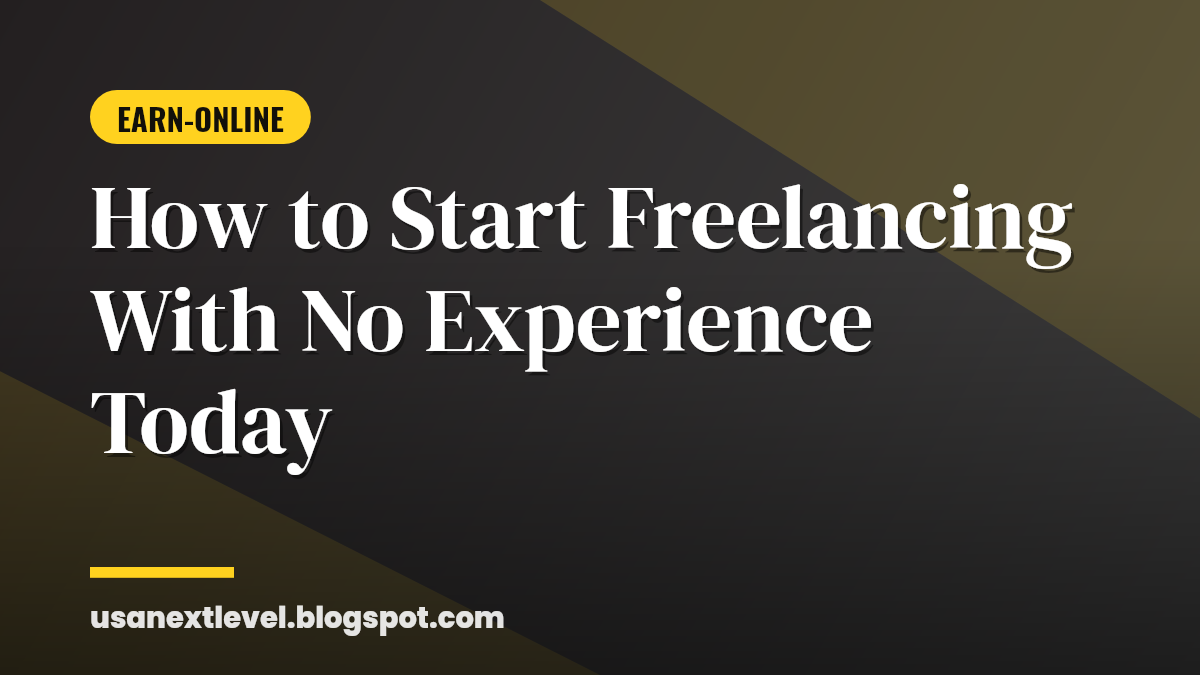 EARN-ONLINE
How to Start Freelancing
With No Experience
Today
usanextlevel.blogspot.com